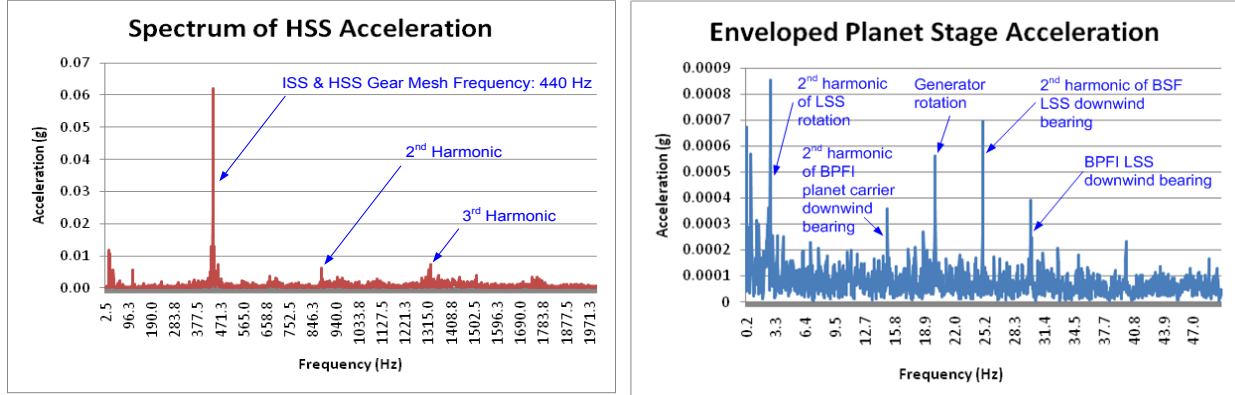 Spectrum of HSS Acceleration
Acceleration (g)
0.07
0.06
0.05
0.04
0.03
0.02
0.01
0.00
ISS & HSS Gear Mesh Frequency: 440 Hz
2nd Harmonic
3rd Harmonic
2.5
96.3
190.0
283.8
377.5
471.3
565.0
658.8
752.5
846.3
940.0
1033.8
1127.5
1221.3
1315.0
1408.8
1502.5
1596.3
1690.0
1783.8
1877.5
1971.3
Frequency (Hz)
Enveloped Planet Stage Acceleration
Acceleration (g)
0.0009
0.0008
0.0007
0.0006
0.0005
0.0004
0.0003
0.0002
0.0001
0
2nd harmonic
of LSS
rotation
2nd harmonic
of BPFI
planet carrier
downwind
bearing
Generator
rotation
2nd harmonic of BSF
LSS downwind
bearing
BPFI LSS
downwind bearing
0.2
3.3
6.4
9.5
12.7
15.8
18.9
22.0
25.2
28.3
31.4
34.5
37.7
40.8
43.9
47.0
Frequency (Hz)